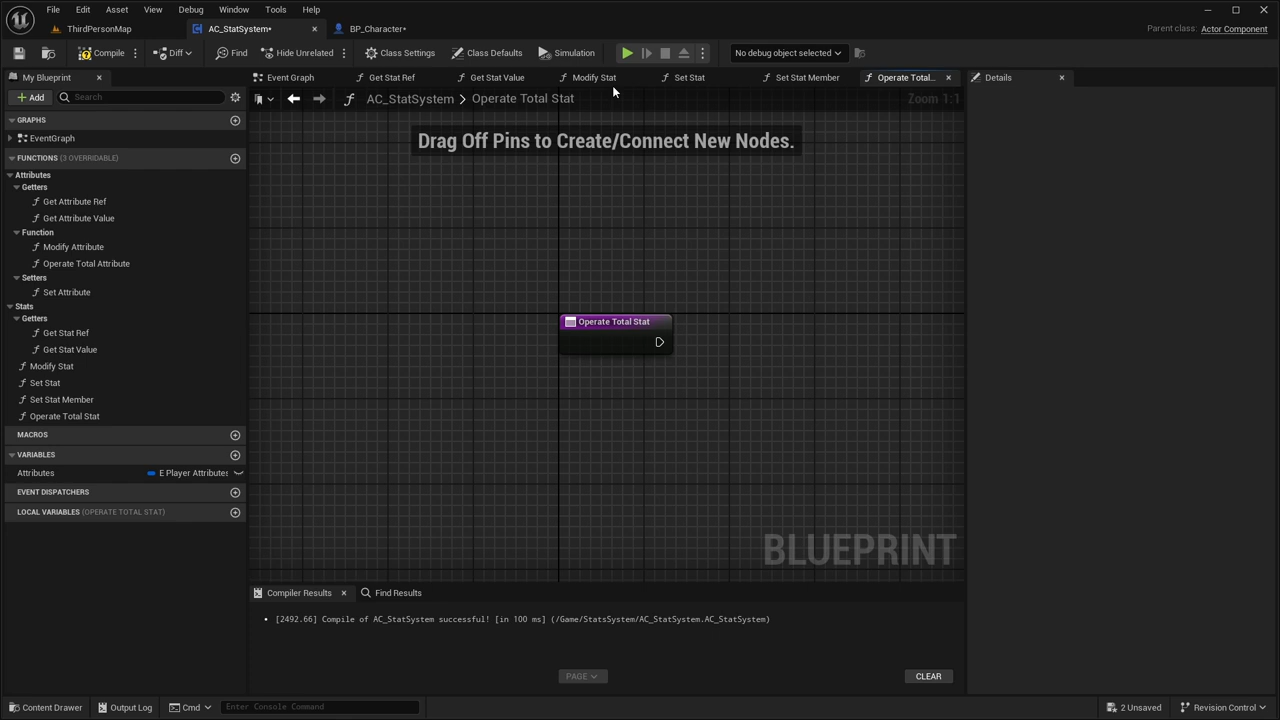 File Edit Asset View Debug Window Tools Help
ThirdPersonMap AC_StatSystem* BP_Character* Parent class: Actor Component
Compile Diff Find Hide Unrelated Class Settings Class Defaults Simulation No debug object selected
My Blueprint Event Graph Get Stat Ref Get Stat Value Modify Stat Set Stat Set Stat Member Operate Total... Details
Add Search AC_StatSystem Operate Total Stat Zoom 1:1
GRAPHS
Drag Off Pins to Create/Connect New Nodes.
EventGraph
FUNCTIONS (3 OVERRIDABLE)
Attributes
Getters
Get Attribute Ref
Get Attribute Value
Function
Modify Attribute
Operate Total Attribute
Setters
Set Attribute
Stats
Getters
Operate Total Stat
Get Stat Ref
Get Stat Value
Modify Stat
Set Stat
Set Stat Member
Operate Total Stat
MACROS
VARIABLES
Attributes E Player Attributes
EVENT DISPATCHERS
LOCAL VARIABLES (OPERATE TOTAL STAT)
BLUEPRINT
Compiler Results Find Results
[2492.66] Compile of AC_StatSystem successful! [in 100 ms] (/Game/StatsSystem/AC_StatSystem.AC_StatSystem)
PAGE CLEAR
Content Drawer Output Log Cmd Enter Console Command 2 Unsaved Revision Control